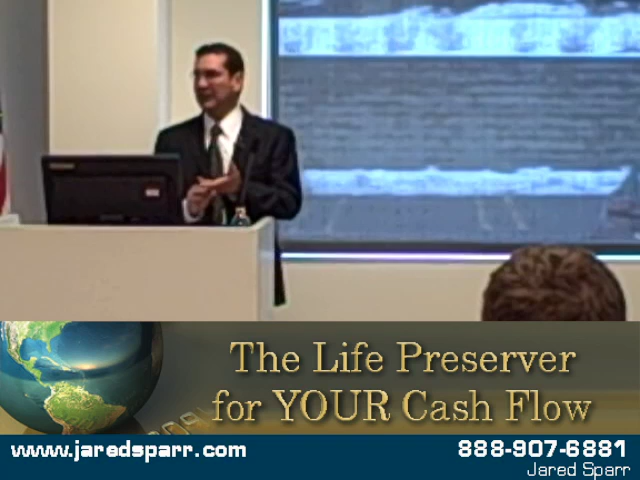 The Life Preserver
for YOUR Cash Flow
www.jaredsparr.com
888-907-6881
Jared Sparr